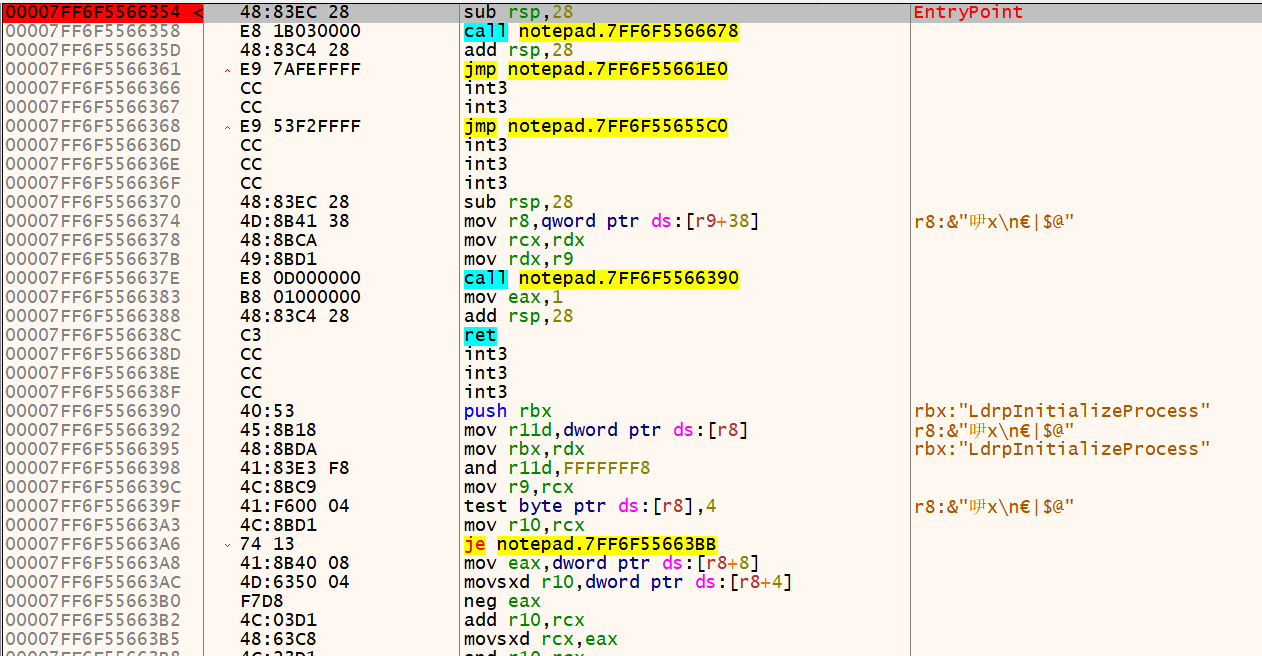 00007FF6F5566354 < 48:83EC 28 sub rsp,28 EntryPoint
00007FF6F5566358 E8 1B030000 call notepad.7FF6F5566678
00007FF6F556635D 48:83C4 28 add rsp,28
00007FF6F5566361 E9 7AFEFFFF jmp notepad.7FF6F55661E0
00007FF6F5566366 CC int3
00007FF6F5566367 CC int3
00007FF6F5566368 E9 53F2FFFF jmp notepad.7FF6F55655C0
00007FF6F556636D CC int3
00007FF6F556636E CC int3
00007FF6F556636F CC int3
00007FF6F5566370 48:83EC 28 sub rsp,28
00007FF6F5566374 4D:8B41 38 mov r8,qword ptr ds:[r9+38] r8:&"咿x\n€|$@"
00007FF6F5566378 48:8BCA mov rcx,rdx
00007FF6F556637B 49:8BD1 mov rdx,r9
00007FF6F556637E E8 0D000000 call notepad.7FF6F5566390
00007FF6F5566383 B8 01000000 mov eax,1
00007FF6F5566388 48:83C4 28 add rsp,28
00007FF6F556638C C3 ret
00007FF6F556638D CC int3
00007FF6F556638E CC int3
00007FF6F556638F CC int3
00007FF6F5566390 40:53 push rbx rbx:"LdrpInitializeProcess"
00007FF6F5566392 45:8B18 mov r11d,dword ptr ds:[r8] r8:&"咿x\n€|$@"
00007FF6F5566395 48:8BDA mov rbx,rdx rbx:"LdrpInitializeProcess"
00007FF6F5566398 41:83E3 F8 and r11d,FFFFFFF8
00007FF6F556639C 4C:8BC9 mov r9,rcx
00007FF6F556639F 41:F600 04 test byte ptr ds:[r8],4 r8:&"咿x\n€|$@"
00007FF6F55663A3 4C:8BD1 mov r10,rcx
00007FF6F55663A6 74 13 je notepad.7FF6F55663BB
00007FF6F55663A8 41:8B40 08 mov eax,dword ptr ds:[r8+8]
00007FF6F55663AC 4D:6350 04 movsxd r10,dword ptr ds:[r8+4]
00007FF6F55663B0 F7D8 neg eax
00007FF6F55663B2 4C:03D1 add r10,rcx
00007FF6F55663B5 48:63C8 movsxd rcx,eax
00007FF6F55663B8 4C:23D1 and r10,rcx